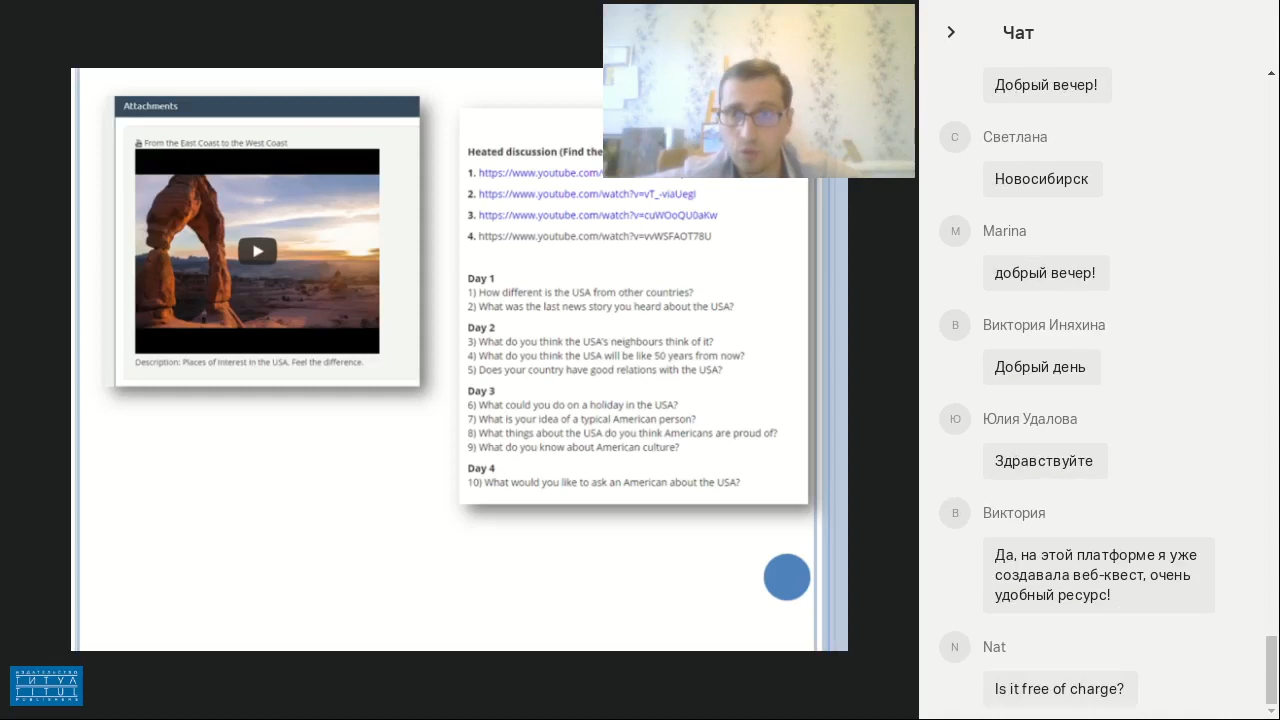 Attachments
From the East Coast to the West Coast
Description: Places of Interest in the USA. Feel the difference.
Heated discussion (Find the
1. https://www.youtube.com/
2. https://www.youtube.com/watch?v=vT_-viaUegI
3. https://www.youtube.com/watch?v=cuWOoQU0aKw
4. https://www.youtube.com/watch?v=vvWSFAOT78U
Day 1
1) How different is the USA from other countries?
2) What was the last news story you heard about the USA?
Day 2
3) What do you think the USA's neighbours think of it?
4) What do you think the USA will be like 50 years from now?
5) Does your country have good relations with the USA?
Day 3
6) What could you do on a holiday in the USA?
7) What is your idea of a typical American person?
8) What things about the USA do you think Americans are proud of?
9) What do you know about American culture?
Day 4
10) What would you like to ask an American about the USA?
ИЗДАТЕЛЬСТВО
ТИТУЛ
TITUL
PUBLISHERS
Чат
Добрый вечер!
С
Светлана
Новосибирск
M
Marina
добрый вечер!
В
Виктория Иняхина
Добрый день
Ю
Юлия Удалова
Здравствуйте
В
Виктория
Да, на этой платформе я уже
создавала веб-квест, очень
удобный ресурс!
N
Nat
Is it free of charge?